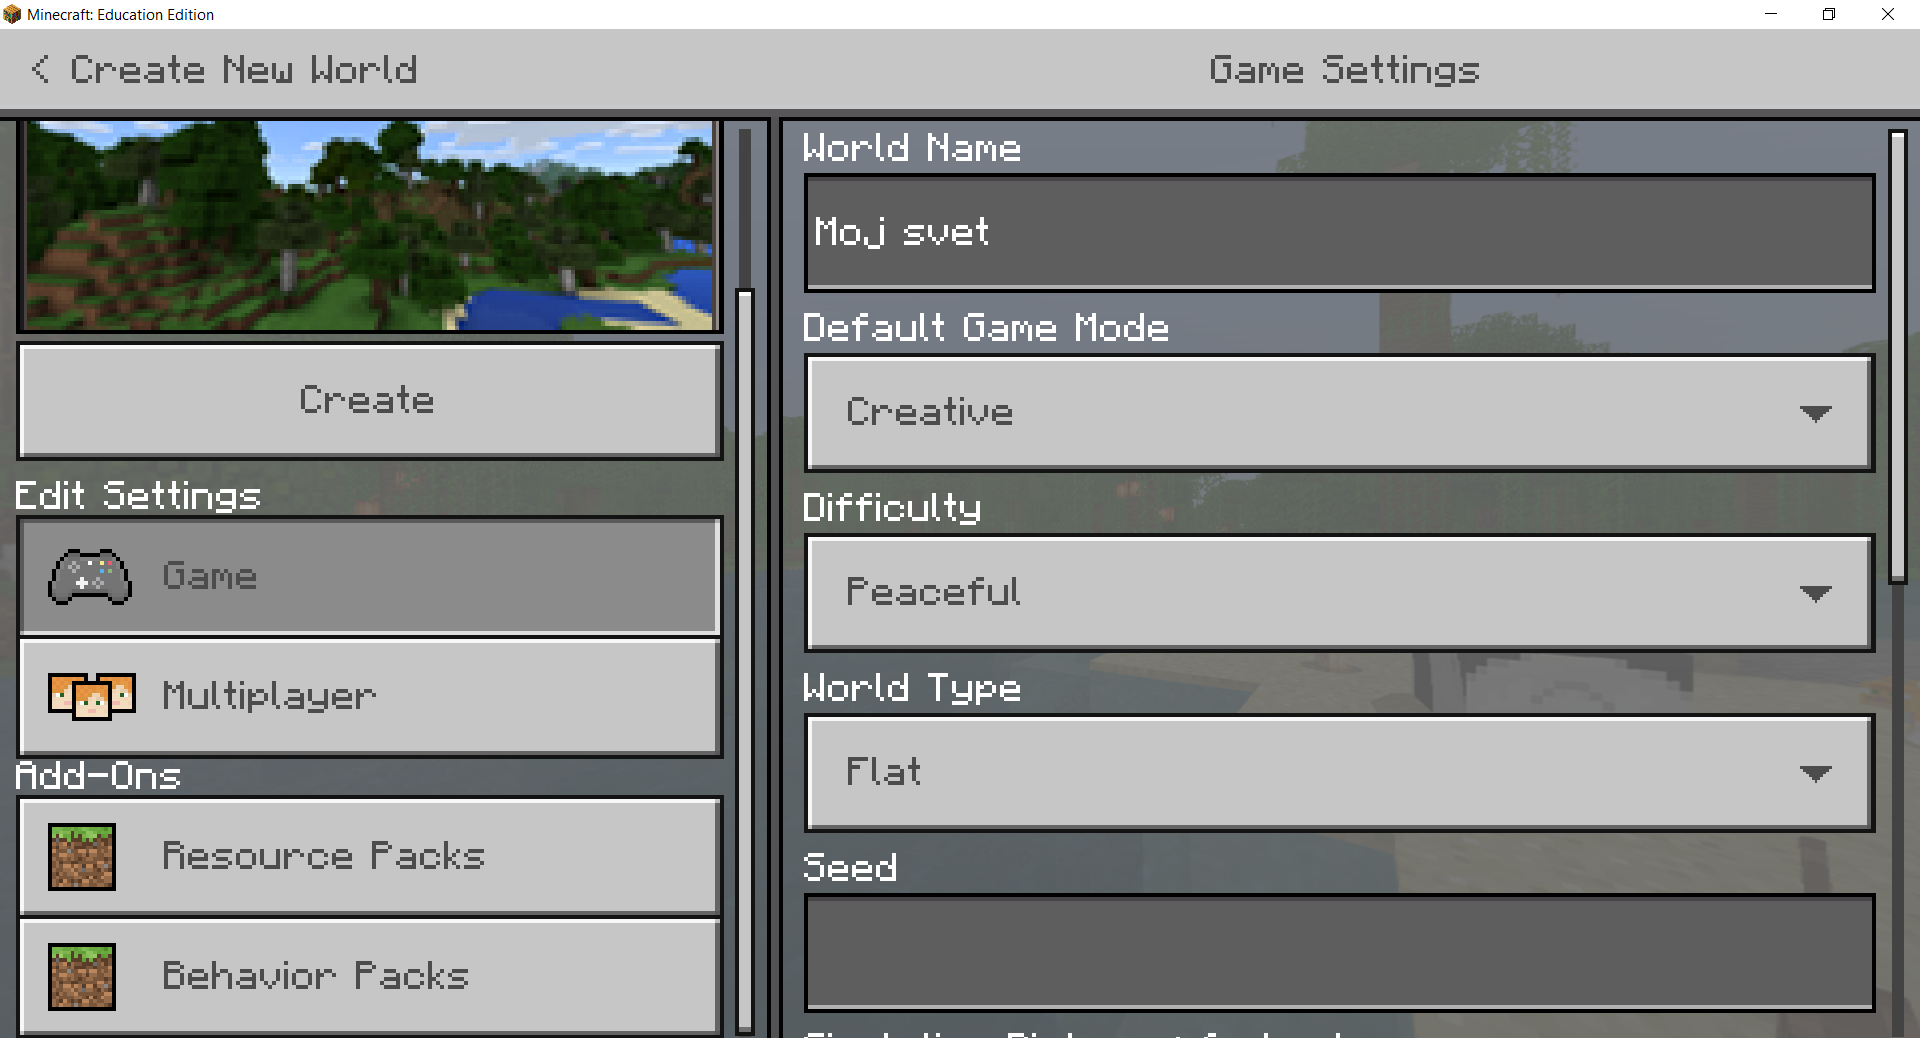 Minecraft: Education Edition
Create New World
Game Settings
Create
Edit Settings
Game
Multiplayer
Add-Ons
Resource Packs
Behavior Packs
World Name
Moj svet
Default Game Mode
Creative
Difficulty
Peaceful
World Type
Flat
Seed